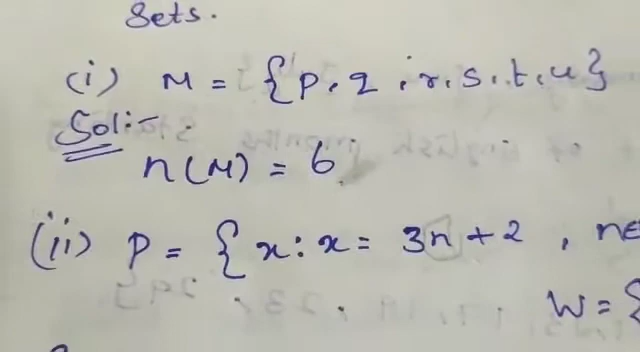 Sets.
(i) M = {p, q, r, s, t, u}
Sol:-
n(M) = 6
(ii) P = {x : x = 3n + 2, n∈
W = {